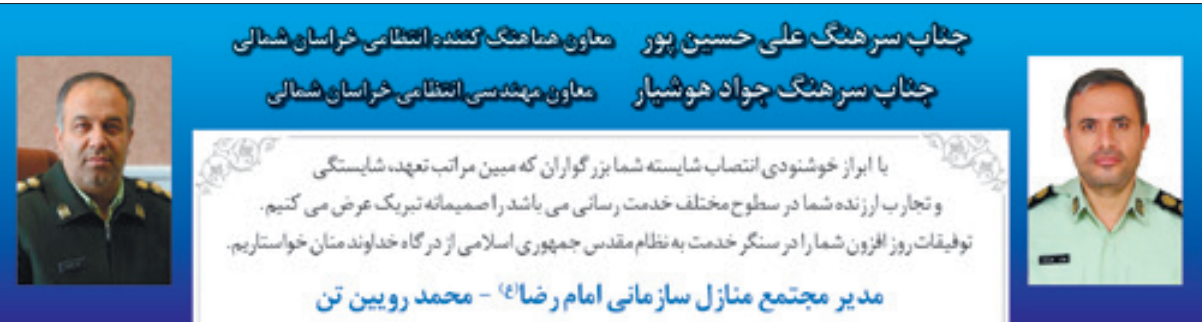 جناب سرهنگ علی حسین پور معاون هماهنگ کننده انتظامی خراسان شمالی
جناب سرهنگ جواد هوشیار معاون مهندسی انتظامی خراسان شمالی
با ابراز خوشنودی انتصاب شایسته شما بزرگواران که مبین مراتب تعهد، شایستگی
و تجارب ارزنده شما در سطوح مختلف خدمت رسانی می باشد را صمیمانه تبریک عرض می کنیم.
توفیقات روز افزون شما را در سنگر خدمت به نظام مقدس جمهوری اسلامی از درگاه خداوند منان خواستاریم.
مدیر مجتمع منازل سازمانی امام رضا(ع) - محمد رویین تن